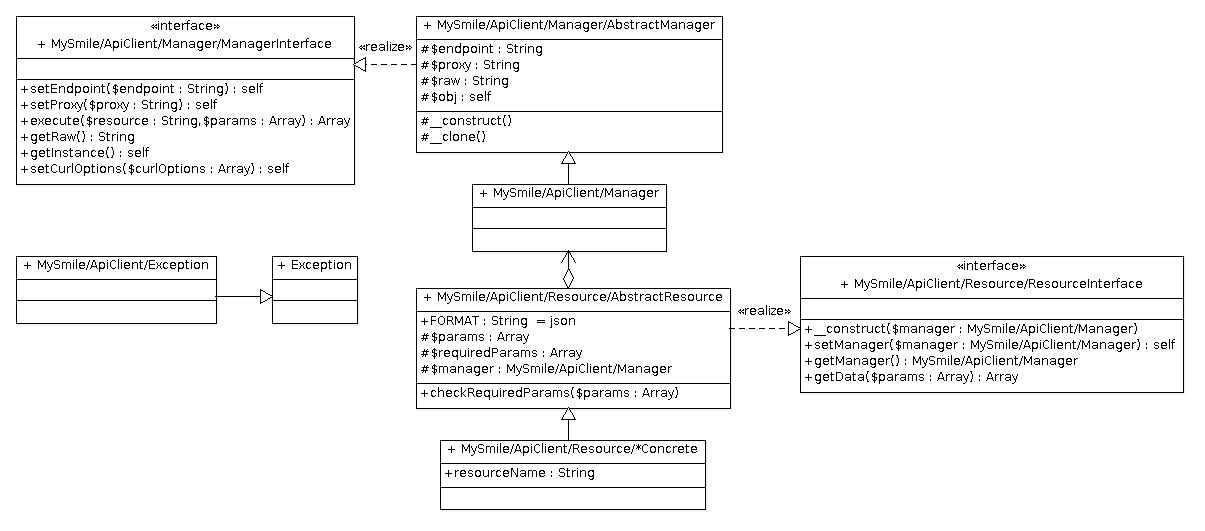 «interface»
+ MySmile/ApiClient/Manager/ManagerInterface
+setEndpoint($endpoint : String) : self
+setProxy($proxy : String) : self
+execute($resource : String,$params : Array) : Array
+getRaw() : String
+getInstance() : self
+setCurlOptions($curlOptions : Array) : self
«realize»
+ MySmile/ApiClient/Manager/AbstractManager
#$endpoint : String
#$proxy : String
#$raw : String
#$obj : self
#__construct()
#__clone()
+ MySmile/ApiClient/Manager
+ MySmile/ApiClient/Exception
+ Exception
+ MySmile/ApiClient/Resource/AbstractResource
+FORMAT : String = json
#$params : Array
#$requiredParams : Array
#$manager : MySmile/ApiClient/Manager
+checkRequiredParams($params : Array)
«realize»
«interface»
+ MySmile/ApiClient/Resource/ResourceInterface
+__construct($manager : MySmile/ApiClient/Manager)
+setManager($manager : MySmile/ApiClient/Manager) : self
+getManager() : MySmile/ApiClient/Manager
+getData($params : Array) : Array
+ MySmile/ApiClient/Resource/*Concrete
+resourceName : String